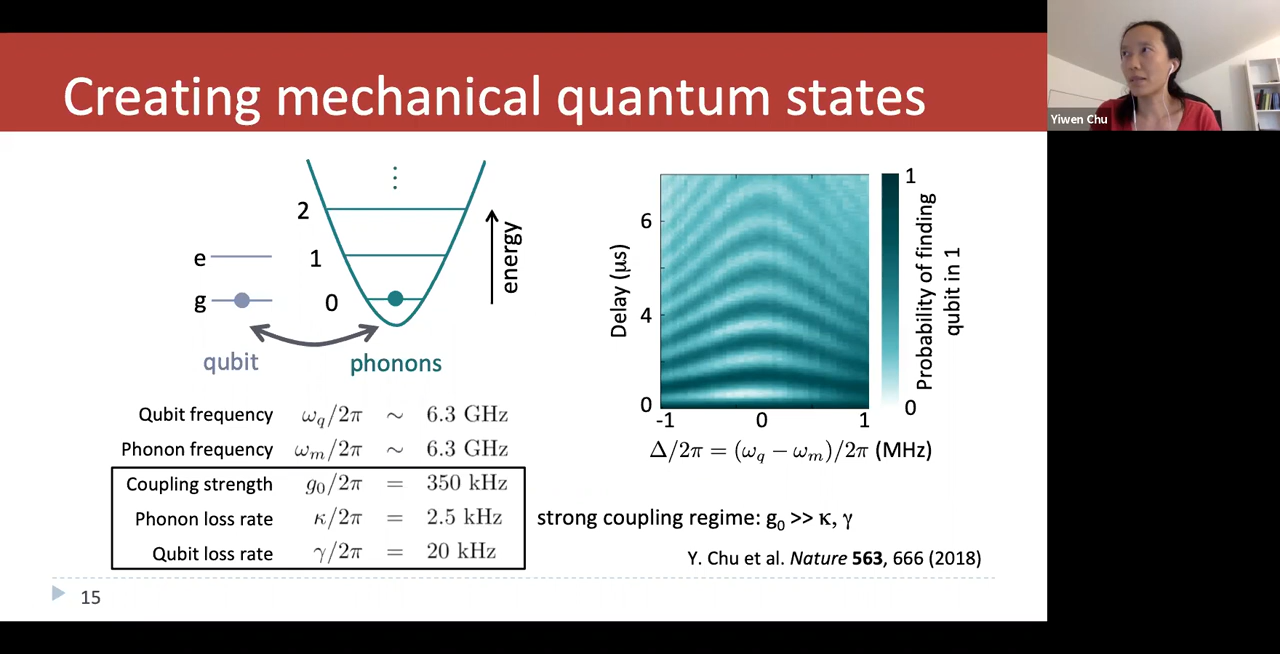 Creating mechanical quantum states
Yiwen Chu
⋮
2
e
1
g
0
energy
qubit
phonons
Qubit frequency ω_q/2π ∼ 6.3 GHz
Phonon frequency ω_m/2π ∼ 6.3 GHz
Coupling strength g₀/2π = 350 kHz
Phonon loss rate κ/2π = 2.5 kHz
Qubit loss rate γ/2π = 20 kHz
Delay (μs)
6
4
0
-1 0 1
Δ/2π = (ω_q − ω_m)/2π (MHz)
1
0
Probability of finding
qubit in 1
strong coupling regime: g₀ >> κ, γ
Y. Chu et al. Nature 563, 666 (2018)
15